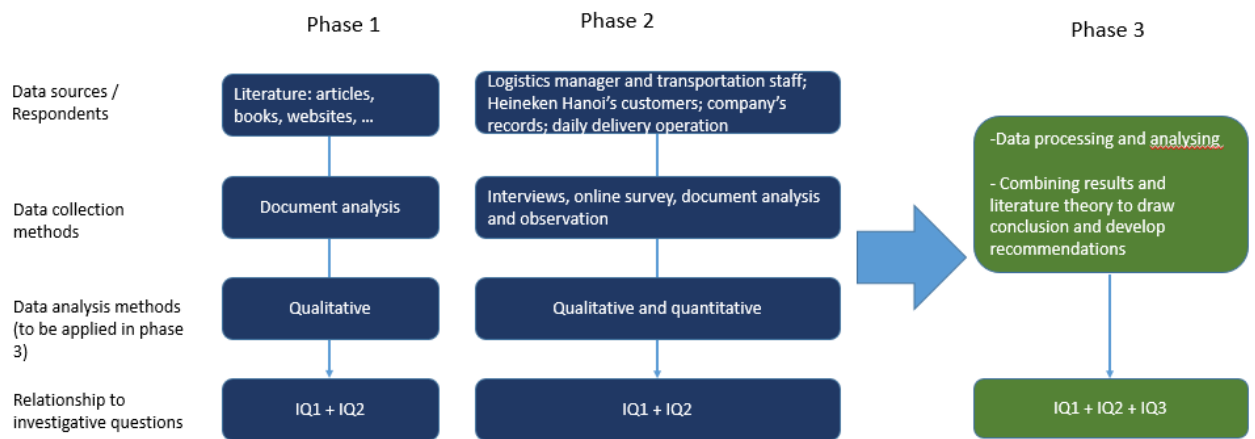 Phase 1
Phase 2
Phase 3
Data sources /
Respondents
Literature: articles,
books, websites, ...
Logistics manager and transportation staff;
Heineken Hanoi's customers; company's
records; daily delivery operation
-Data processing and analysing
- Combining results and
literature theory to draw
conclusion and develop
recommendations
Data collection
methods
Document analysis
Interviews, online survey, document analysis
and observation
Data analysis methods
(to be applied in phase
3)
Qualitative
Qualitative and quantitative
Relationship to
investigative questions
IQ1 + IQ2
IQ1 + IQ2
IQ1 + IQ2 + IQ3